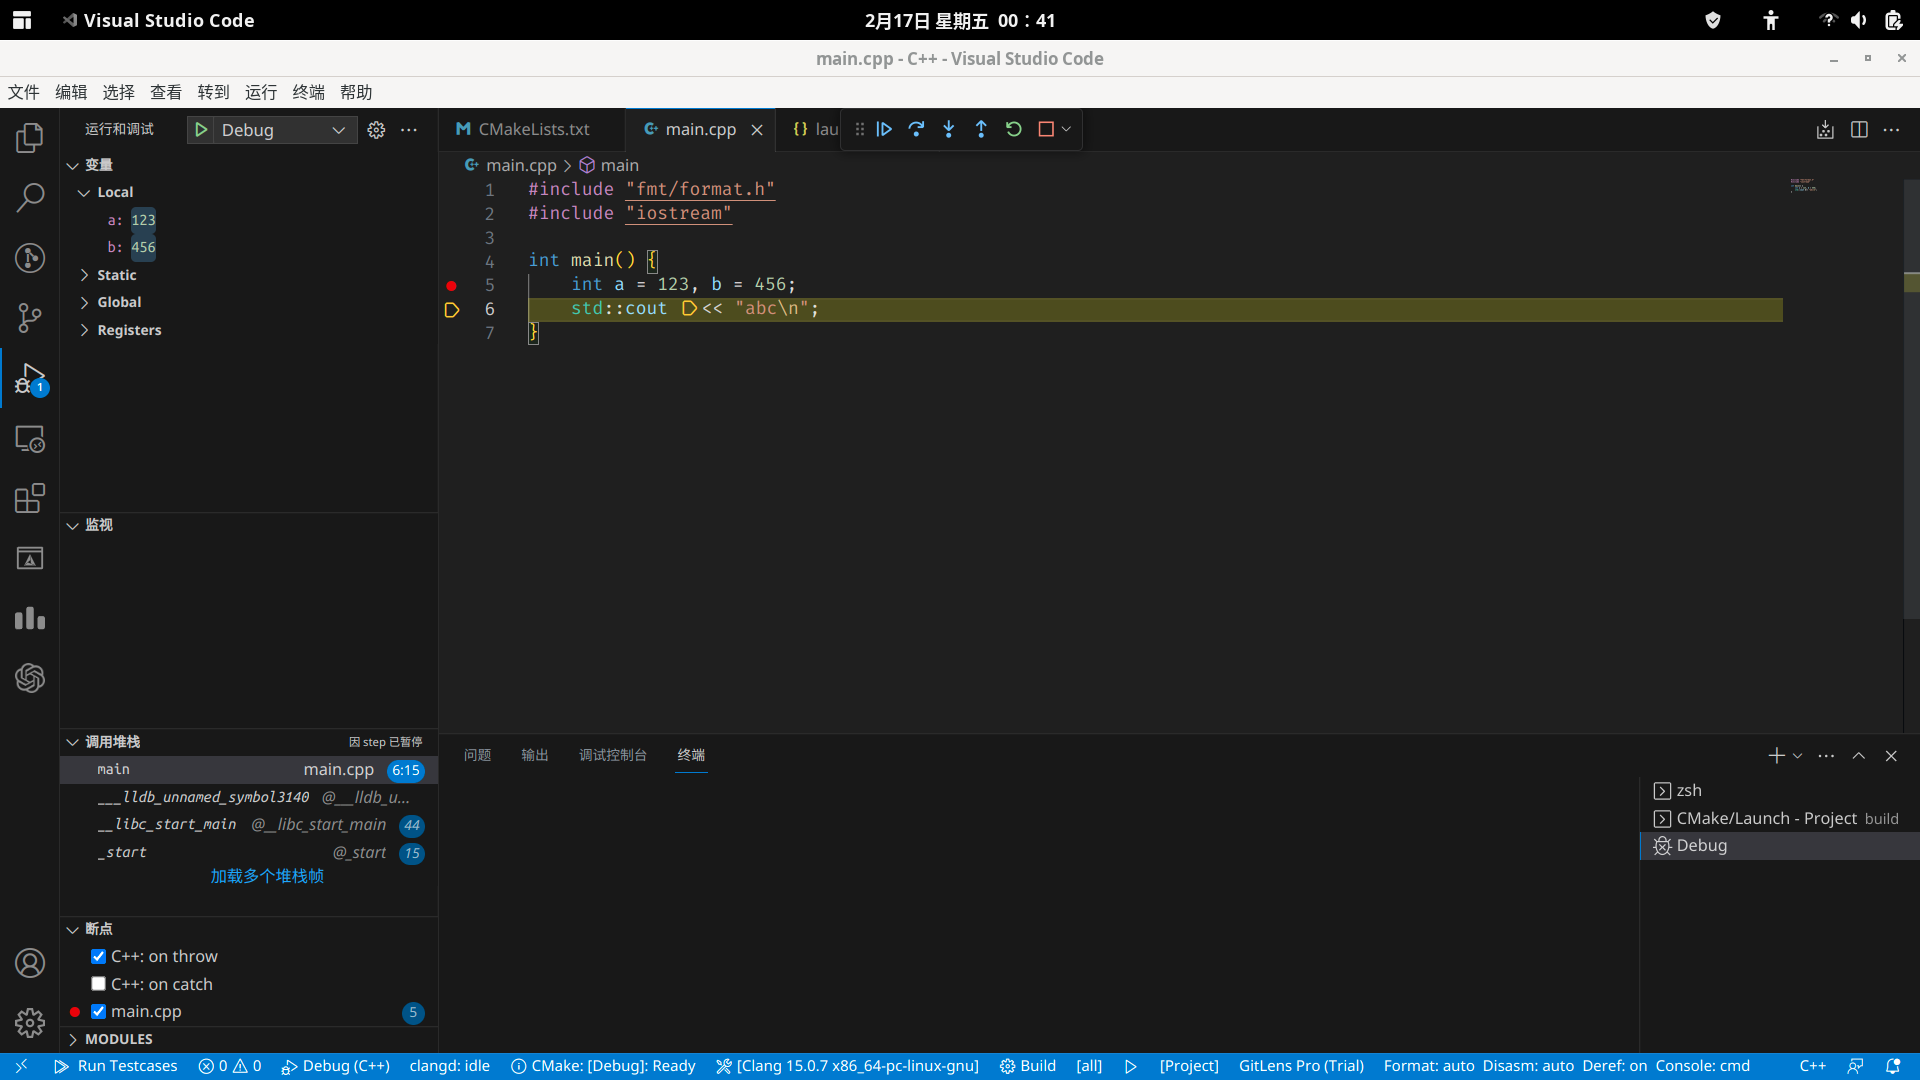 Visual Studio Code
2月17日 星期五 00：41
main.cpp - C++ - Visual Studio Code
文件 编辑 选择 查看 转到 运行 终端 帮助
运行和调试 Debug
变量
Local
a: 123
b: 456
Static
Global
Registers
监视
调用堆栈 因 step 已暂停
main main.cpp 6:15
___lldb_unnamed_symbol3140 @___lldb_u...
__libc_start_main @__libc_start_main 44
_start @_start 15
加载多个堆栈帧
断点
C++: on throw
C++: on catch
main.cpp 5
MODULES
1
CMakeLists.txt main.cpp {} lau
main.cpp > main
1 #include "fmt/format.h"
2 #include "iostream"
3
4 int main() {
5 int a = 123, b = 456;
6 std::cout << "abc\n";
7 }
问题 输出 调试控制台 终端
zsh
CMake/Launch - Project build
Debug
Run Testcases 0 0 Debug (C++) clangd: idle CMake: [Debug]: Ready [Clang 15.0.7 x86_64-pc-linux-gnu] Build [all] [Project] GitLens Pro (Trial) Format: auto Disasm: auto Deref: on Console: cmd C++